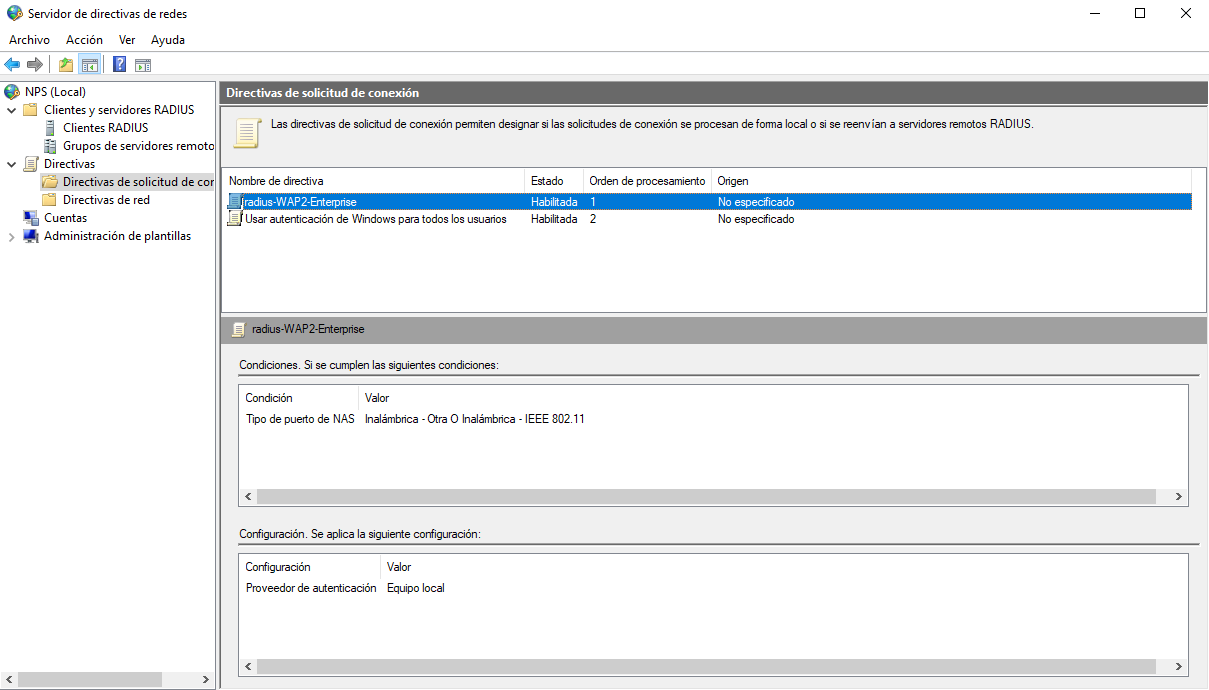 Servidor de directivas de redes
Archivo Acción Ver Ayuda
NPS (Local)
Clientes y servidores RADIUS
Clientes RADIUS
Grupos de servidores remoto
Directivas
Directivas de solicitud de cor
Directivas de red
Cuentas
Administración de plantillas
Directivas de solicitud de conexión
Las directivas de solicitud de conexión permiten designar si las solicitudes de conexión se procesan de forma local o si se reenvían a servidores remotos RADIUS.
Nombre de directiva Estado Orden de procesamiento Origen
radius-WAP2-Enterprise Habilitada 1 No especificado
Usar autenticación de Windows para todos los usuarios Habilitada 2 No especificado
radius-WAP2-Enterprise
Condiciones. Si se cumplen las siguientes condiciones:
Condición Valor
Tipo de puerto de NAS Inalámbrica - Otra O Inalámbrica - IEEE 802.11
Configuración. Se aplica la siguiente configuración:
Configuración Valor
Proveedor de autenticación Equipo local